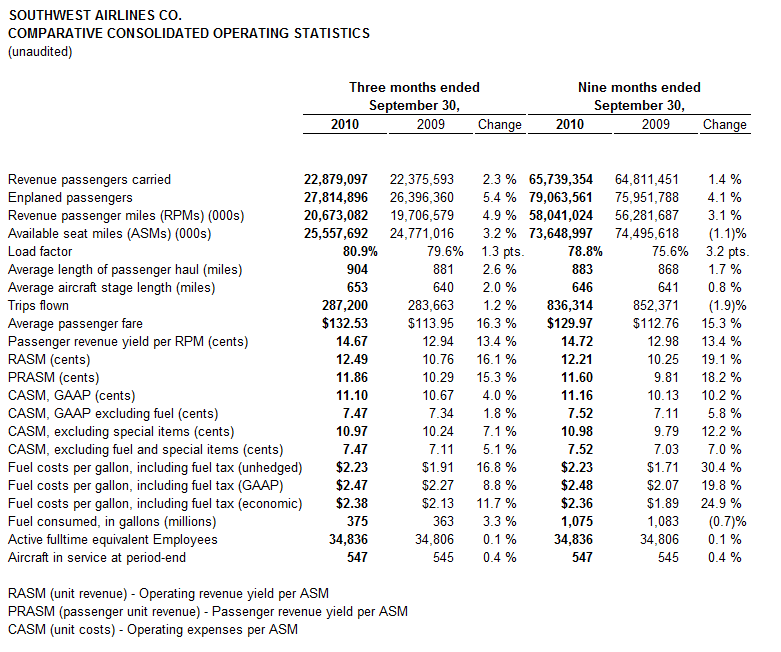 SOUTHWEST AIRLINES CO.
COMPARATIVE CONSOLIDATED OPERATING STATISTICS
(unaudited)
Three months ended Nine months ended
September 30, September 30,
2010 2009 Change 2010 2009 Change
Revenue passengers carried 22,879,097 22,375,593 2.3 % 65,739,354 64,811,451 1.4 %
Enplaned passengers 27,814,896 26,396,360 5.4 % 79,063,561 75,951,788 4.1 %
Revenue passenger miles (RPMs) (000s) 20,673,082 19,706,579 4.9 % 58,041,024 56,281,687 3.1 %
Available seat miles (ASMs) (000s) 25,557,692 24,771,016 3.2 % 73,648,997 74,495,618 (1.1)%
Load factor 80.9% 79.6% 1.3 pts. 78.8% 75.6% 3.2 pts.
Average length of passenger haul (miles) 904 881 2.6 % 883 868 1.7 %
Average aircraft stage length (miles) 653 640 2.0 % 646 641 0.8 %
Trips flown 287,200 283,663 1.2 % 836,314 852,371 (1.9)%
Average passenger fare $132.53 $113.95 16.3 % $129.97 $112.76 15.3 %
Passenger revenue yield per RPM (cents) 14.67 12.94 13.4 % 14.72 12.98 13.4 %
RASM (cents) 12.49 10.76 16.1 % 12.21 10.25 19.1 %
PRASM (cents) 11.86 10.29 15.3 % 11.60 9.81 18.2 %
CASM, GAAP (cents) 11.10 10.67 4.0 % 11.16 10.13 10.2 %
CASM, GAAP excluding fuel (cents) 7.47 7.34 1.8 % 7.52 7.11 5.8 %
CASM, excluding special items (cents) 10.97 10.24 7.1 % 10.98 9.79 12.2 %
CASM, excluding fuel and special items (cents) 7.47 7.11 5.1 % 7.52 7.03 7.0 %
Fuel costs per gallon, including fuel tax (unhedged) $2.23 $1.91 16.8 % $2.23 $1.71 30.4 %
Fuel costs per gallon, including fuel tax (GAAP) $2.47 $2.27 8.8 % $2.48 $2.07 19.8 %
Fuel costs per gallon, including fuel tax (economic) $2.38 $2.13 11.7 % $2.36 $1.89 24.9 %
Fuel consumed, in gallons (millions) 375 363 3.3 % 1,075 1,083 (0.7)%
Active fulltime equivalent Employees 34,836 34,806 0.1 % 34,836 34,806 0.1 %
Aircraft in service at period-end 547 545 0.4 % 547 545 0.4 %
RASM (unit revenue) - Operating revenue yield per ASM
PRASM (passenger unit revenue) - Passenger revenue yield per ASM
CASM (unit costs) - Operating expenses per ASM